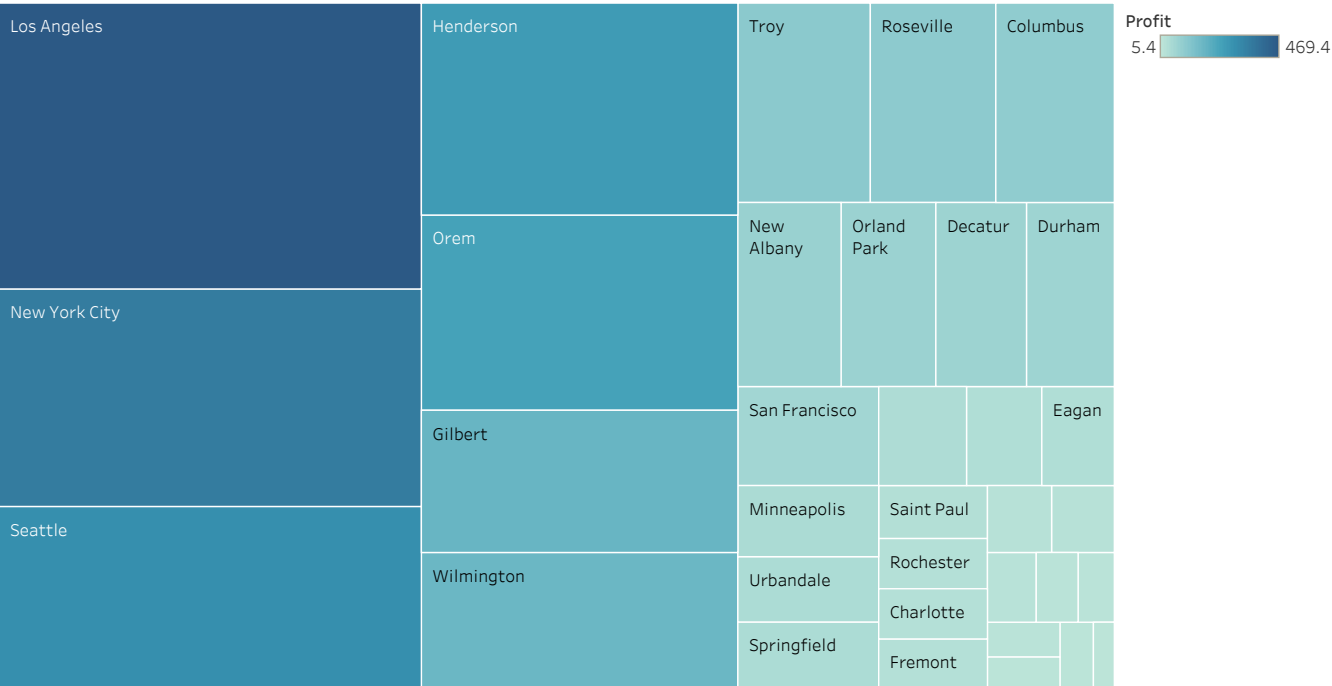 Los Angeles
New York City
Seattle
Henderson
Orem
Gilbert
Wilmington
Troy
Roseville
Columbus
New
Albany
Orland
Park
Decatur
Durham
San Francisco
Eagan
Minneapolis
Urbandale
Springfield
Saint Paul
Rochester
Charlotte
Fremont
Profit
5.4
469.4